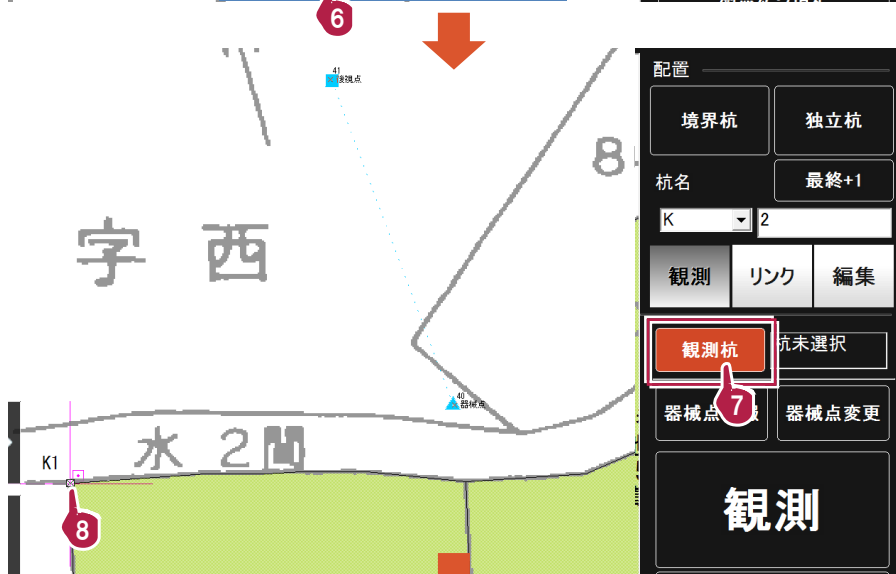 6
配置
境界杭
独立杭
杭名
最終+1
K
2
観測
リンク
編集
観測杭
杭未選択
7
器械点
器械点変更
観測
41
後視点
8
字 西
40
器械点
水 2 間
K1
8